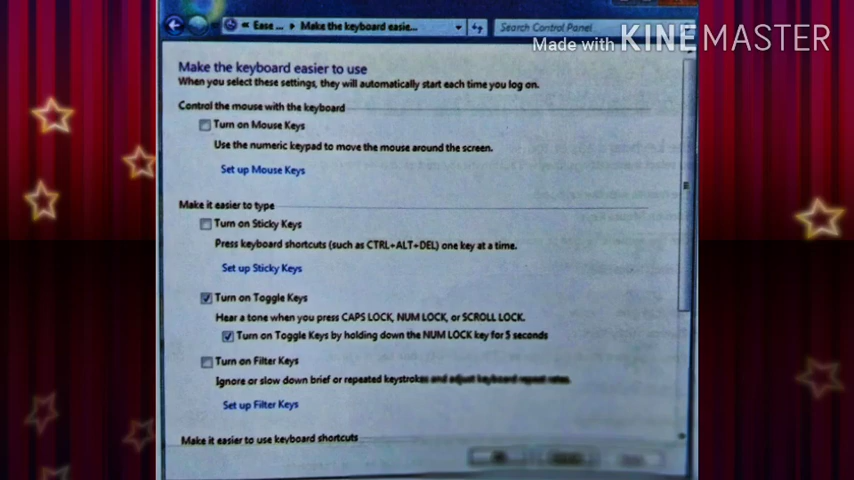 Ease ... ▸ Make the keyboard easie...
Search Control Panel
Made with KINEMASTER
Make the keyboard easier to use
When you select these settings, they will automatically start each time you log on.
Control the mouse with the keyboard
Turn on Mouse Keys
Use the numeric keypad to move the mouse around the screen.
Set up Mouse Keys
Make it easier to type
Turn on Sticky Keys
Press keyboard shortcuts (such as CTRL+ALT+DEL) one key at a time.
Set up Sticky Keys
Turn on Toggle Keys
Hear a tone when you press CAPS LOCK, NUM LOCK, or SCROLL LOCK.
Turn on Toggle Keys by holding down the NUM LOCK key for 5 seconds
Turn on Filter Keys
Ignore or slow down brief or repeated keystrokes and adjust keyboard repeat rates.
Set up Filter Keys
Make it easier to use keyboard shortcuts